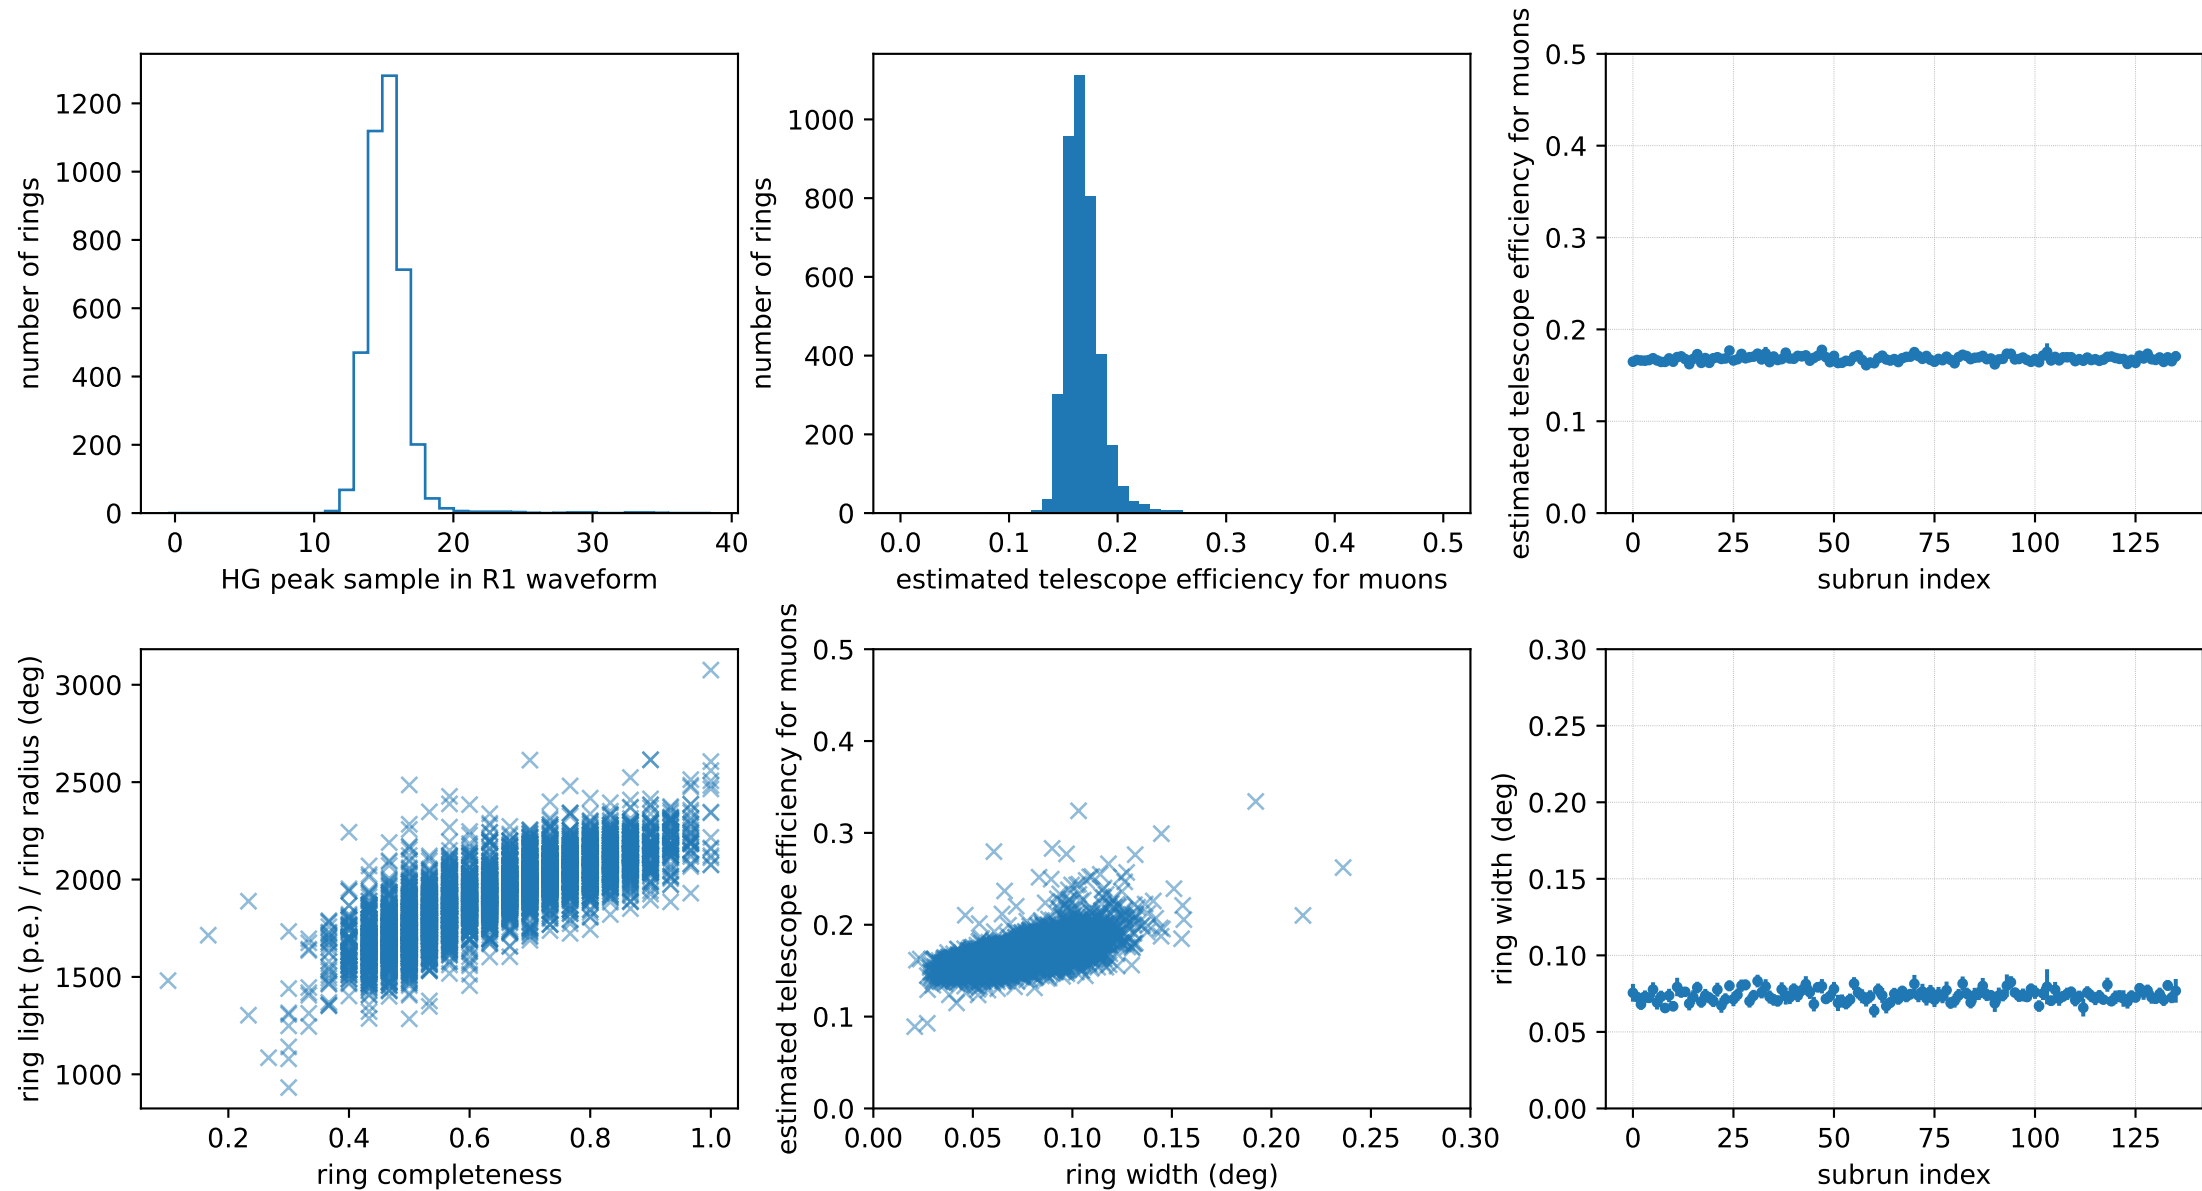 number of rings
1200
1000
800
600
400
200
0
0 10 20 30 40
HG peak sample in R1 waveform
number of rings
1000
800
600
400
200
0
0.0 0.1 0.2 0.3 0.4 0.5
estimated telescope efficiency for muons
estimated telescope efficiency for muons
0.5
0.4
0.3
0.2
0.1
0.0
0 25 50 75 100 125
subrun index
ring light (p.e.) / ring radius (deg)
3000
2500
2000
1500
1000
0.2 0.4 0.6 0.8 1.0
ring completeness
estimated telescope efficiency for muons
0.5
0.4
0.3
0.2
0.1
0.0
0.00 0.05 0.10 0.15 0.20 0.25 0.30
ring width (deg)
ring width (deg)
0.30
0.25
0.20
0.15
0.10
0.05
0.00
0 25 50 75 100 125
subrun index